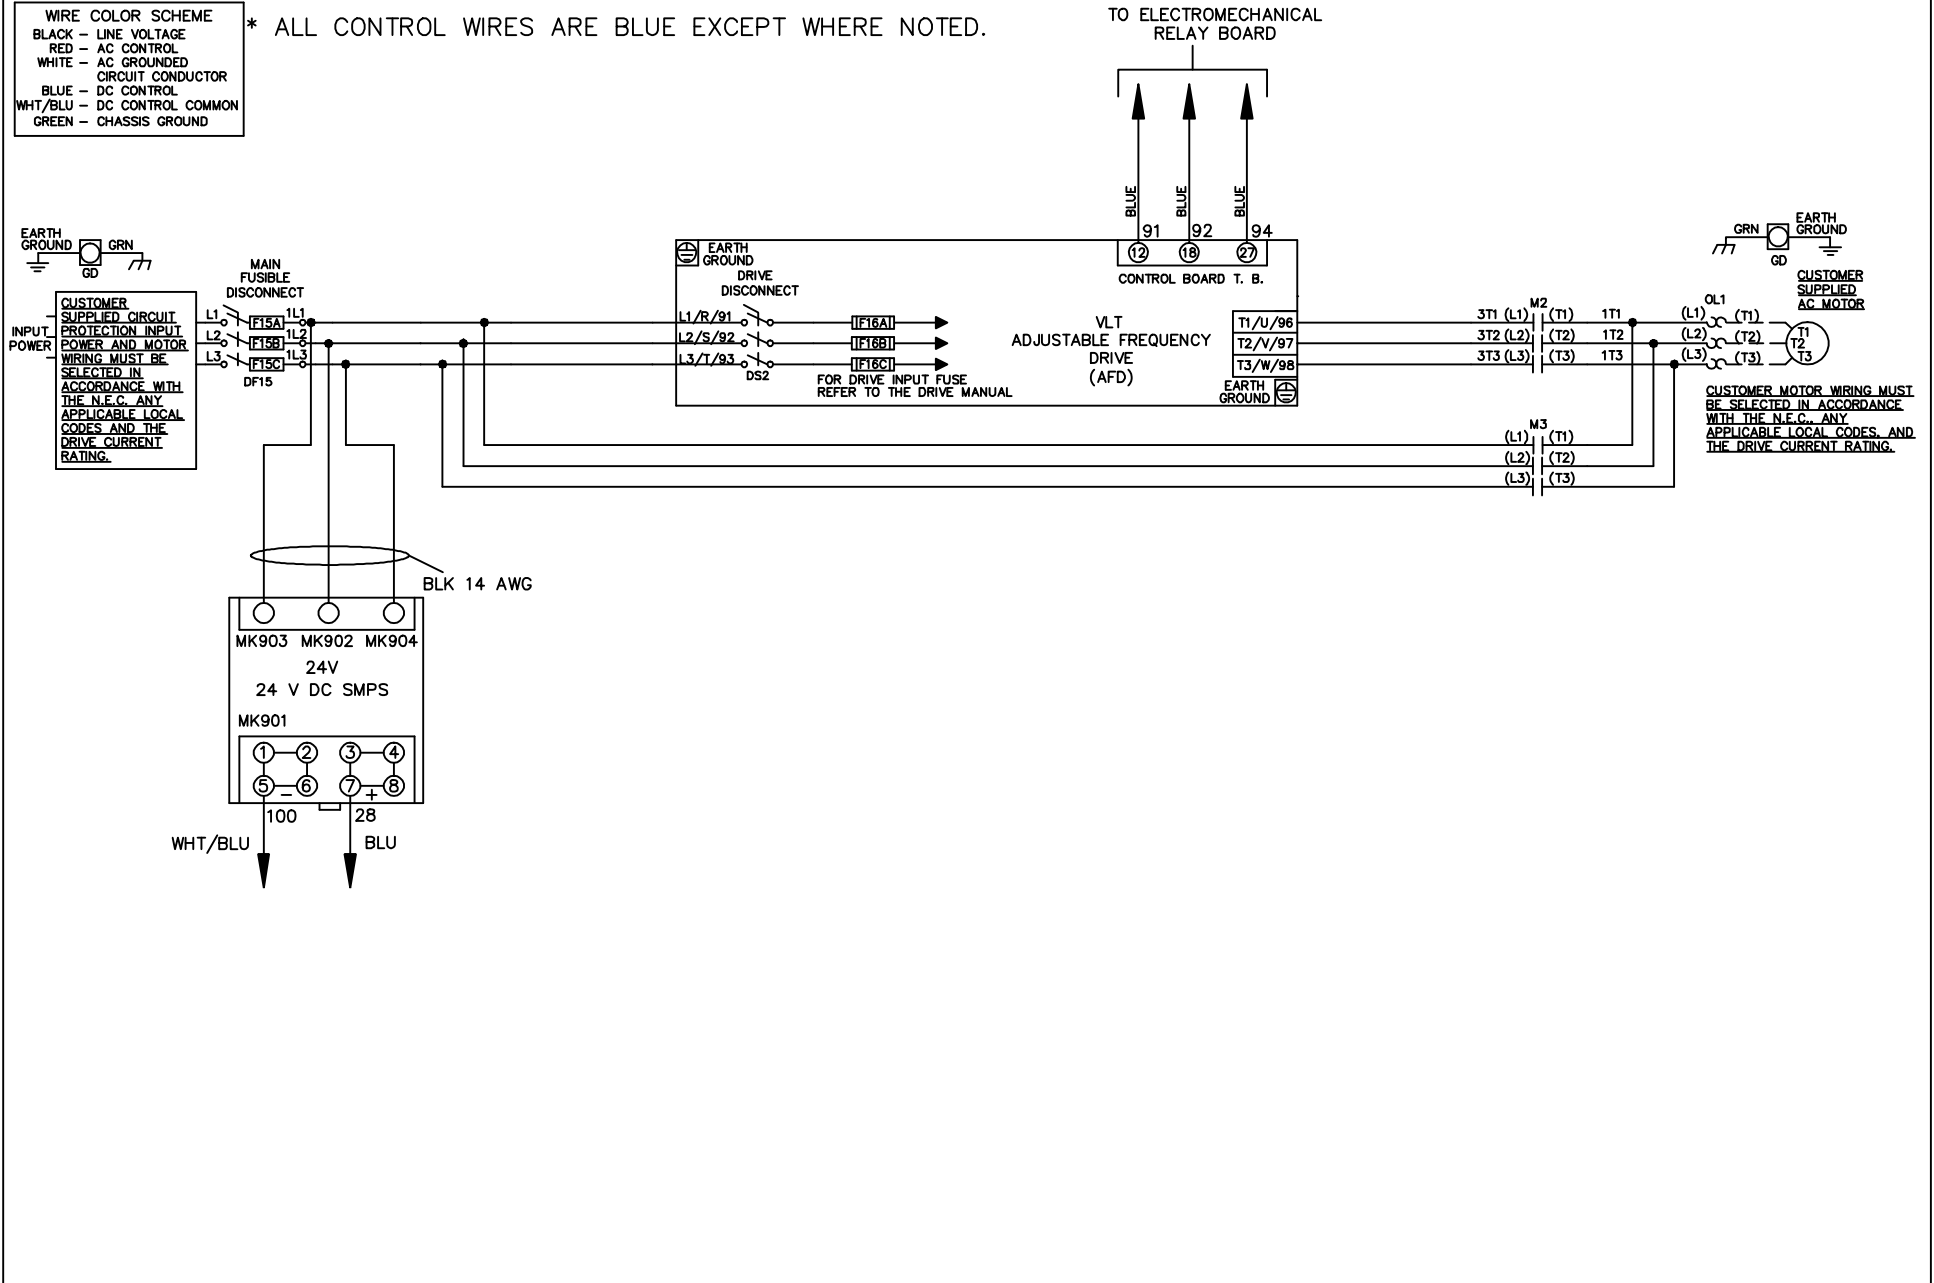 WIRE COLOR SCHEME
BLACK – LINE VOLTAGE
RED – AC CONTROL
WHITE – AC GROUNDED
CIRCUIT CONDUCTOR
BLUE – DC CONTROL
WHT/BLU – DC CONTROL COMMON
GREEN – CHASSIS GROUND
* ALL CONTROL WIRES ARE BLUE EXCEPT WHERE NOTED.
TO ELECTROMECHANICAL
RELAY BOARD
BLUE
BLUE
BLUE
91
92
94
12
18
27
CONTROL BOARD T. B.
EARTH
GROUND
GRN
GD
INPUT
POWER
CUSTOMER
SUPPLIED CIRCUIT
PROTECTION INPUT
POWER AND MOTOR
WIRING MUST BE
SELECTED IN
ACCORDANCE WITH
THE N.E.C. ANY
APPLICABLE LOCAL
CODES AND THE
DRIVE CURRENT
RATING.
MAIN
FUSIBLE
DISCONNECT
L1
F15A
1L1
L2
F15B
1L2
L3
F15C
1L3
DF15
EARTH
GROUND
DRIVE
DISCONNECT
L1/R/91
L2/S/92
L3/T/93
DS2
F16A
F16B
F16C
FOR DRIVE INPUT FUSE
REFER TO THE DRIVE MANUAL
VLT
ADJUSTABLE FREQUENCY
DRIVE
(AFD)
T1/U/96
T2/V/97
T3/W/98
EARTH
GROUND
M2
3T1 (L1) (T1) 1T1
3T2 (L2) (T2) 1T2
3T3 (L3) (T3) 1T3
M3
(L1) (T1)
(L2) (T2)
(L3) (T3)
OL1
(L1) (T1)
(L2) (T2)
(L3) (T3)
T1
T2
T3
GRN
EARTH
GROUND
GD
CUSTOMER
SUPPLIED
AC MOTOR
CUSTOMER MOTOR WIRING MUST
BE SELECTED IN ACCORDANCE
WITH THE N.E.C., ANY
APPLICABLE LOCAL CODES, AND
THE DRIVE CURRENT RATING.
BLK 14 AWG
MK903 MK902 MK904
24V
24 V DC SMPS
MK901
1 2 3 4
5 – 6 7 + 8
100
28
WHT/BLU
BLU